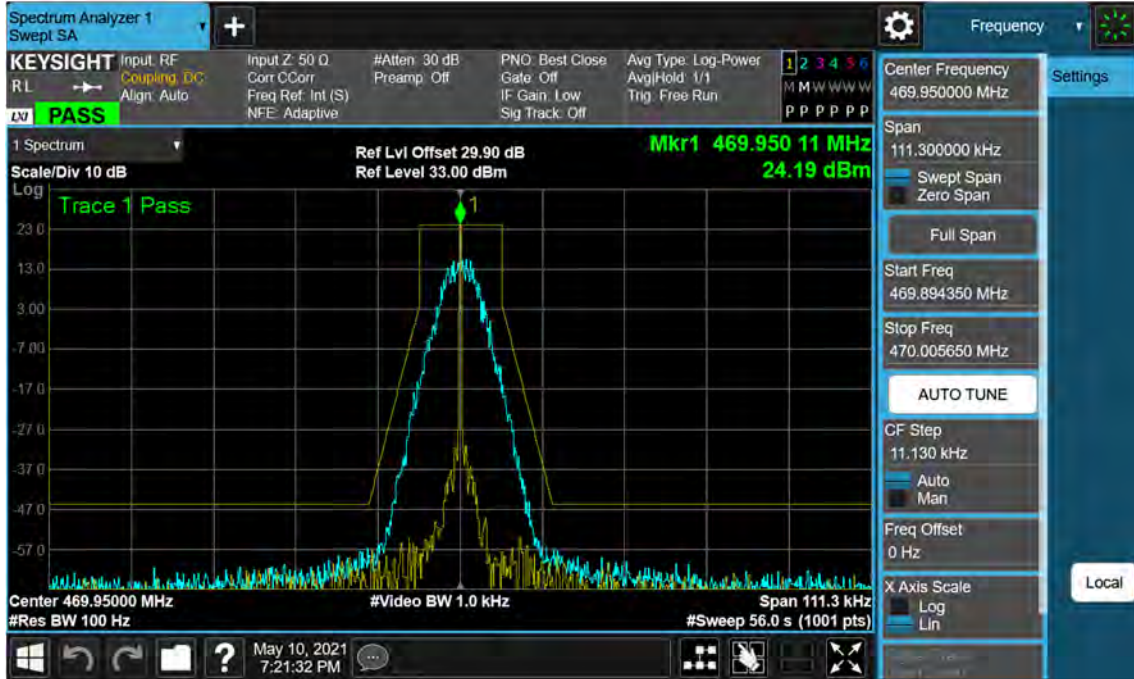 Spectrum Analyzer 1
Swept SA
+
Frequency
KEYSIGHT
RL
LXI
PASS
Input: RF
Coupling: DC
Align: Auto
Input Z: 50 Ω
Corr CCorr
Freq Ref: Int (S)
NFE: Adaptive
#Atten: 30 dB
Preamp: Off
PNO: Best Close
Gate: Off
IF Gain: Low
Sig Track: Off
Avg Type: Log-Power
Avg|Hold: 1/1
Trig: Free Run
1 2 3 4 5 6
M M W W W W
P P P P P P
1 Spectrum
Scale/Div 10 dB
Ref Lvl Offset 29.90 dB
Ref Level 33.00 dBm
Mkr1 469.950 11 MHz
24.19 dBm
Log
Trace 1 Pass
1
23.0
13.0
3.00
-7.00
-17.0
-27.0
-37.0
-47.0
-57.0
Center 469.95000 MHz
#Video BW 1.0 kHz
Span 111.3 kHz
#Res BW 100 Hz
#Sweep 56.0 s (1001 pts)
May 10, 2021
7:21:32 PM
?
Center Frequency
469.950000 MHz
Settings
Span
111.300000 kHz
Swept Span
Zero Span
Full Span
Start Freq
469.894350 MHz
Stop Freq
470.005650 MHz
AUTO TUNE
CF Step
11.130 kHz
Auto
Man
Freq Offset
0 Hz
X Axis Scale
Log
Lin
Local